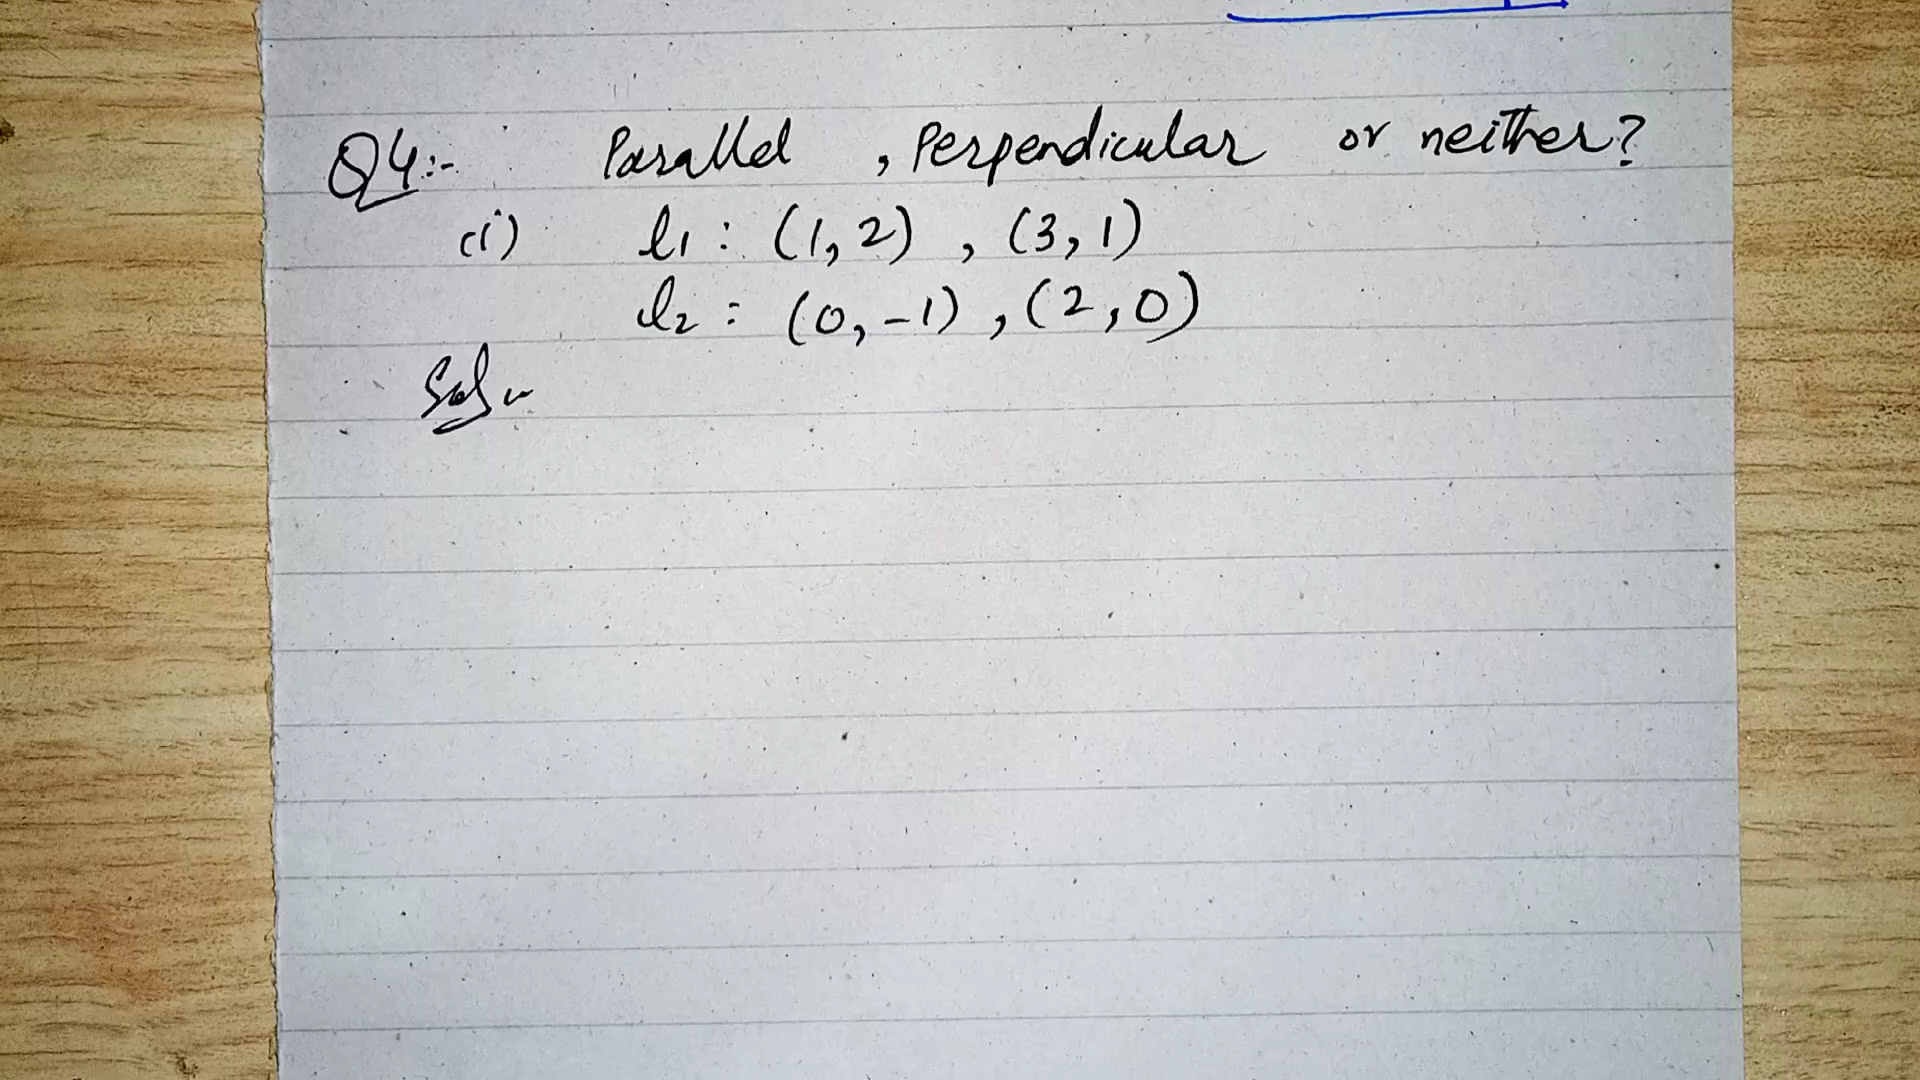 Q4:- Parallel , Perpendicular or neither?
(i) l1 : (1, 2) , (3, 1)
l2 : (0, -1) , (2, 0)
Sol